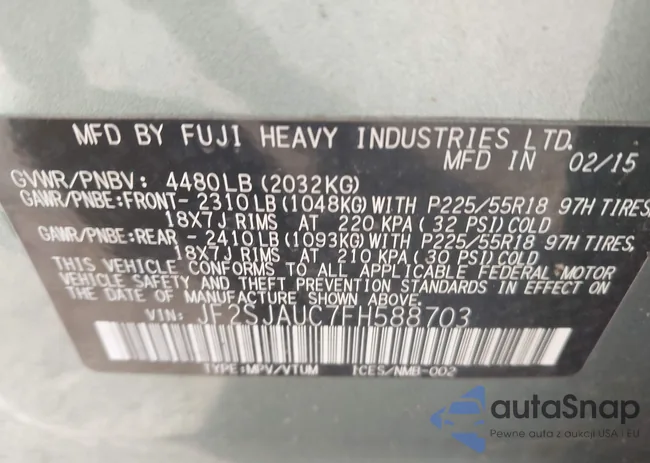 MFD BY FUJI HEAVY INDUSTRIES LTD.
MFD IN 02/15
GVWR/PNBV: 4480LB(2032KG)
GAWR/PNBE:FRONT- 2310LB(1048KG)WITH P225/55R18 97H TIRES,
18X7J RIMS AT 220 KPA( 32 PSI)COLD
GAWR/PNBE:REAR -2410LB(1093KG)WITH P225/55R18 97H TIRES,
18X7J RIMS AT 210 KPA( 30 PSI)COLD
THIS VEHICLE CONFORMS TO ALL APPLICABLE FEDERAL MOTOR
VEHICLE SAFETY AND THEFT PREVENTION STANDARDS IN EFFECT ON
THE DATE OF MANUFACTURE SHOWN ABOVE.
VIN: JF2SJAUC7FH588703
TYPE:MPV/VTUM ICES/NMB-002
autaSnap
Pewne auta z aukcji USA i EU